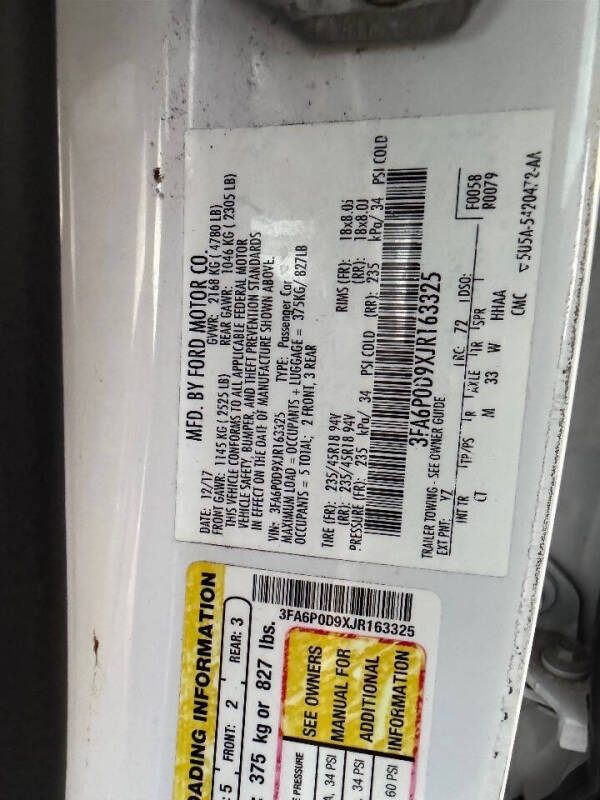 MFD. BY FORD MOTOR CO.
DATE: 12/17 GVWR: 2168 KG ( 4780 LB)
FRONT GAWR: 1145 KG ( 2525 LB) REAR GAWR: 1046 KG ( 2305 LB)
THIS VEHICLE CONFORMS TO ALL APPLICABLE FEDERAL MOTOR
VEHICLE SAFETY, BUMPER, AND THEFT PREVENTION STANDARDS
IN EFFECT ON THE DATE OF MANUFACTURE SHOWN ABOVE.
VIN: 3FA6P0D9XJR163325 TYPE: Passenger Car
MAXIMUM LOAD = OCCUPANTS + LUGGAGE = 375KG/ 827LB
OCCUPANTS = 5 TOTAL; 2 FRONT, 3 REAR
TIRE (FR): 235/45R18 94V RIMS (FR): 18x8.0J
(RR): 235/45R18 94V (RR): 18x8.0J
PRESSURE (FR): 235 kPa/ 34 PSI COLD (RR): 235 kPa/ 34 PSI COLD
3FA6P0D9XJR163325
TRAILER TOWING - SEE OWNER GUIDE
EXT PNT: YZ RC: 72 DSO: F0058
R0079
INT TR TP/PS R AXLE TR SPR
CT M 33 W HHAA
CMC ▽5U5A-5420472-AA
3FA6P0D9XJR163325
OADING INFORMATION
5 FRONT: 2 REAR: 3
375 kg or 827 lbs.
SEE OWNERS
MANUAL FOR
ADDITIONAL
INFORMATION
PRESSURE
34 PSI
34 PSI
60 PSI